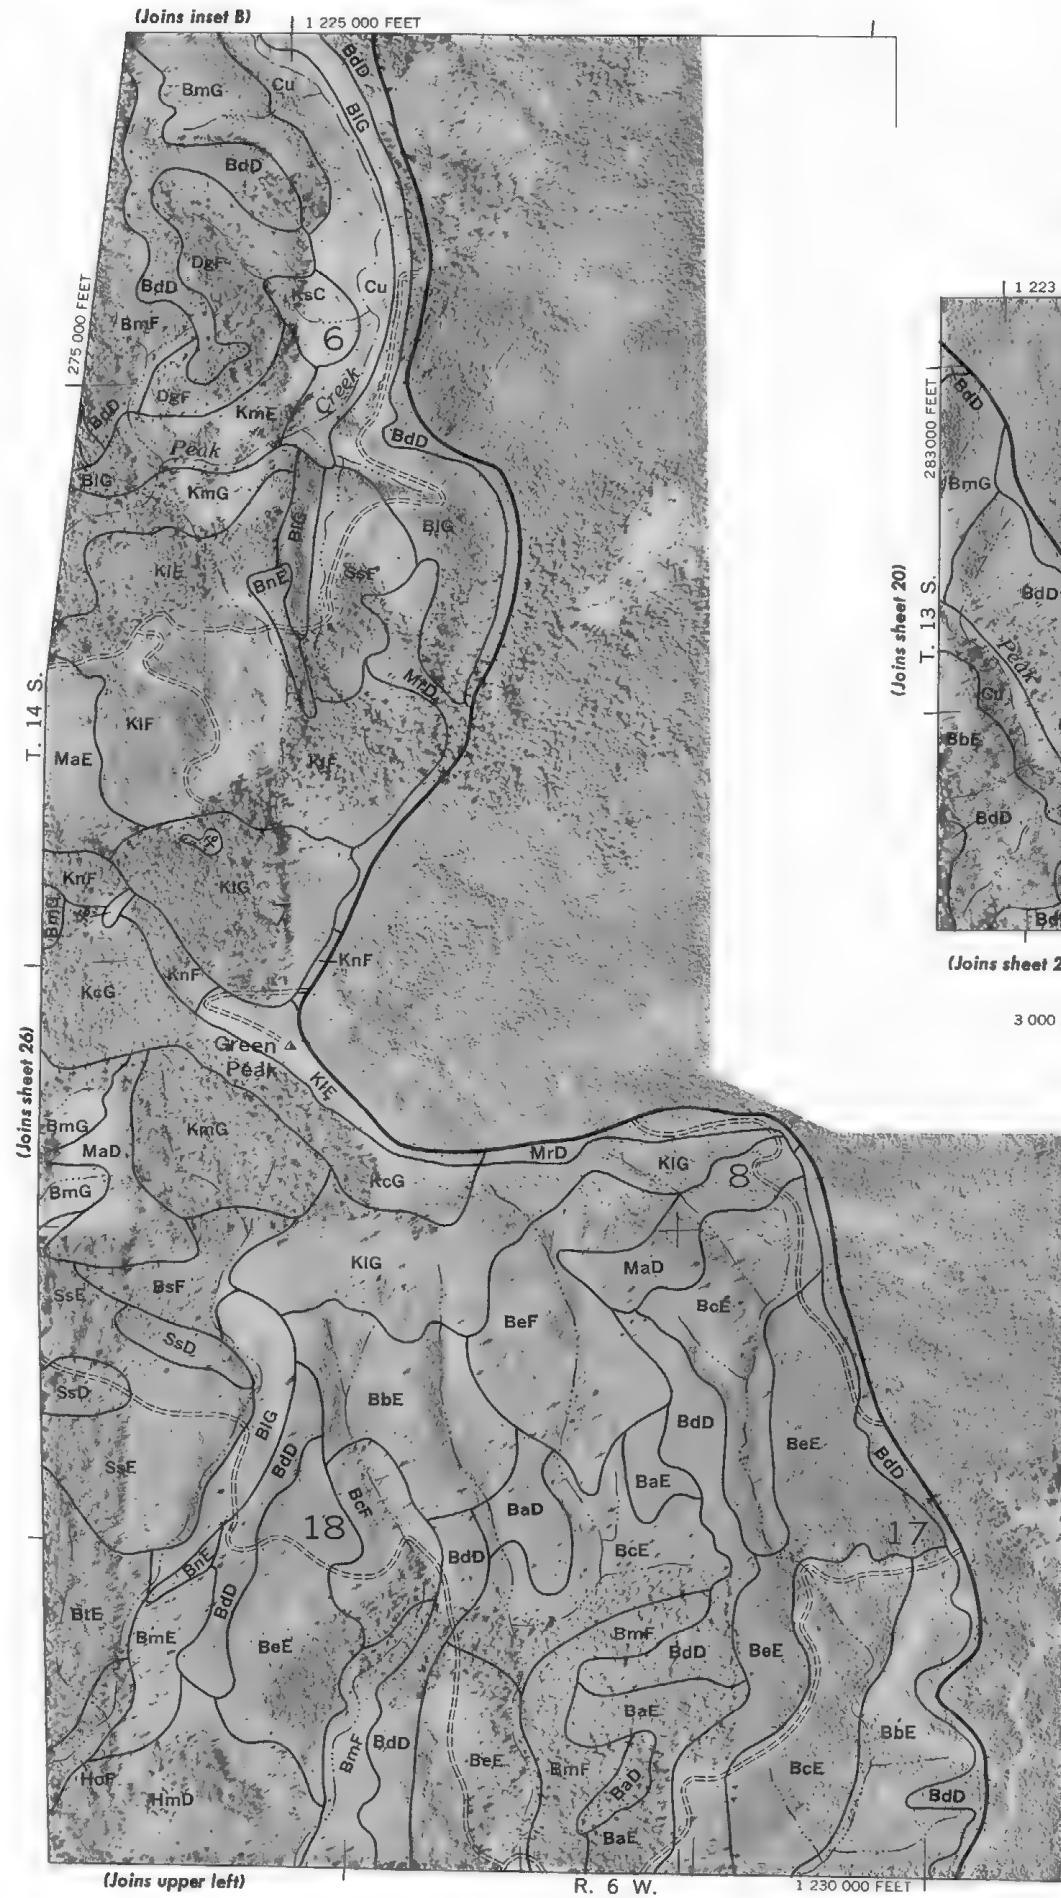 (Joins inset B)
1 225 000 FEET
BdD
BmG
Cu
BlG
BdD
DgF
BdD
KsC
Cu
BmF
6
275 000 FEET
Creek
DgF
KmE
BdD
BdD
Peak
BlG
KmG
BlG
BlG
KlE
BnE
SsF
MrD
T. 14 S.
KlF
MaE
KlF
KnF
KlG
BmG
KnF
KnF
KcG
Green
Peak
KlE
(Joins sheet 26)
BmG
KmG
MaD
MrD
KlG
8
KcG
BmG
KlG
MaD
BsF
SsE
BcE
BeF
SsD
SsD
BbE
BdD
BlG
BeE
BdD
SsE
BaE
BcF
BaD
18
17
BdD
BcE
BdD
BnE
BdD
BtE
BmE
BeE
BmF
BdD
BeE
BaE
BbE
BdD
BmF
BeE
BmF
BcE
BaD
HmD
BdD
BaE
(Joins upper left)
R. 6 W.
1 230 000 FEET
1 223
BdD
283 000 FEET
BmG
(Joins sheet 20)
T. 13 S.
BdD
Peak
Cu
BbE
BdD
Bd
(Joins sheet 2
3 000